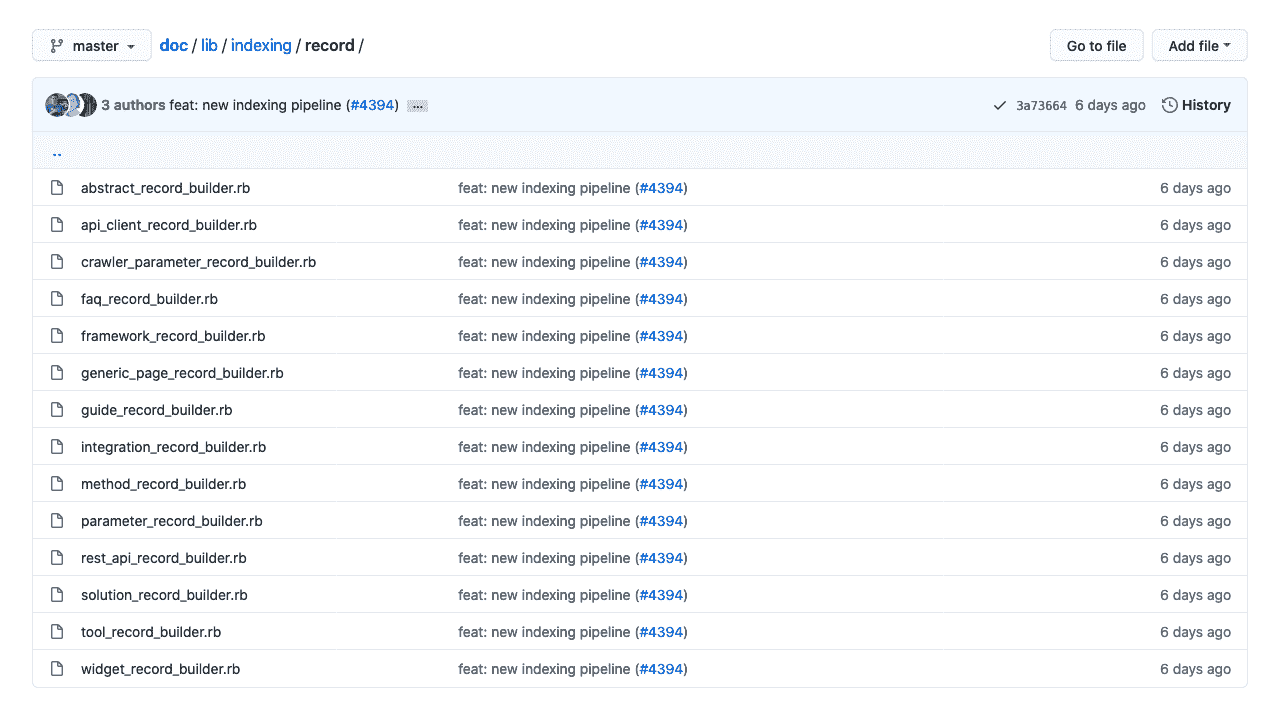 master doc / lib / indexing / record / Go to file Add file
3 authors feat: new indexing pipeline (#4394) ... 3a73664 6 days ago History
..
abstract_record_builder.rb feat: new indexing pipeline (#4394) 6 days ago
api_client_record_builder.rb feat: new indexing pipeline (#4394) 6 days ago
crawler_parameter_record_builder.rb feat: new indexing pipeline (#4394) 6 days ago
faq_record_builder.rb feat: new indexing pipeline (#4394) 6 days ago
framework_record_builder.rb feat: new indexing pipeline (#4394) 6 days ago
generic_page_record_builder.rb feat: new indexing pipeline (#4394) 6 days ago
guide_record_builder.rb feat: new indexing pipeline (#4394) 6 days ago
integration_record_builder.rb feat: new indexing pipeline (#4394) 6 days ago
method_record_builder.rb feat: new indexing pipeline (#4394) 6 days ago
parameter_record_builder.rb feat: new indexing pipeline (#4394) 6 days ago
rest_api_record_builder.rb feat: new indexing pipeline (#4394) 6 days ago
solution_record_builder.rb feat: new indexing pipeline (#4394) 6 days ago
tool_record_builder.rb feat: new indexing pipeline (#4394) 6 days ago
widget_record_builder.rb feat: new indexing pipeline (#4394) 6 days ago